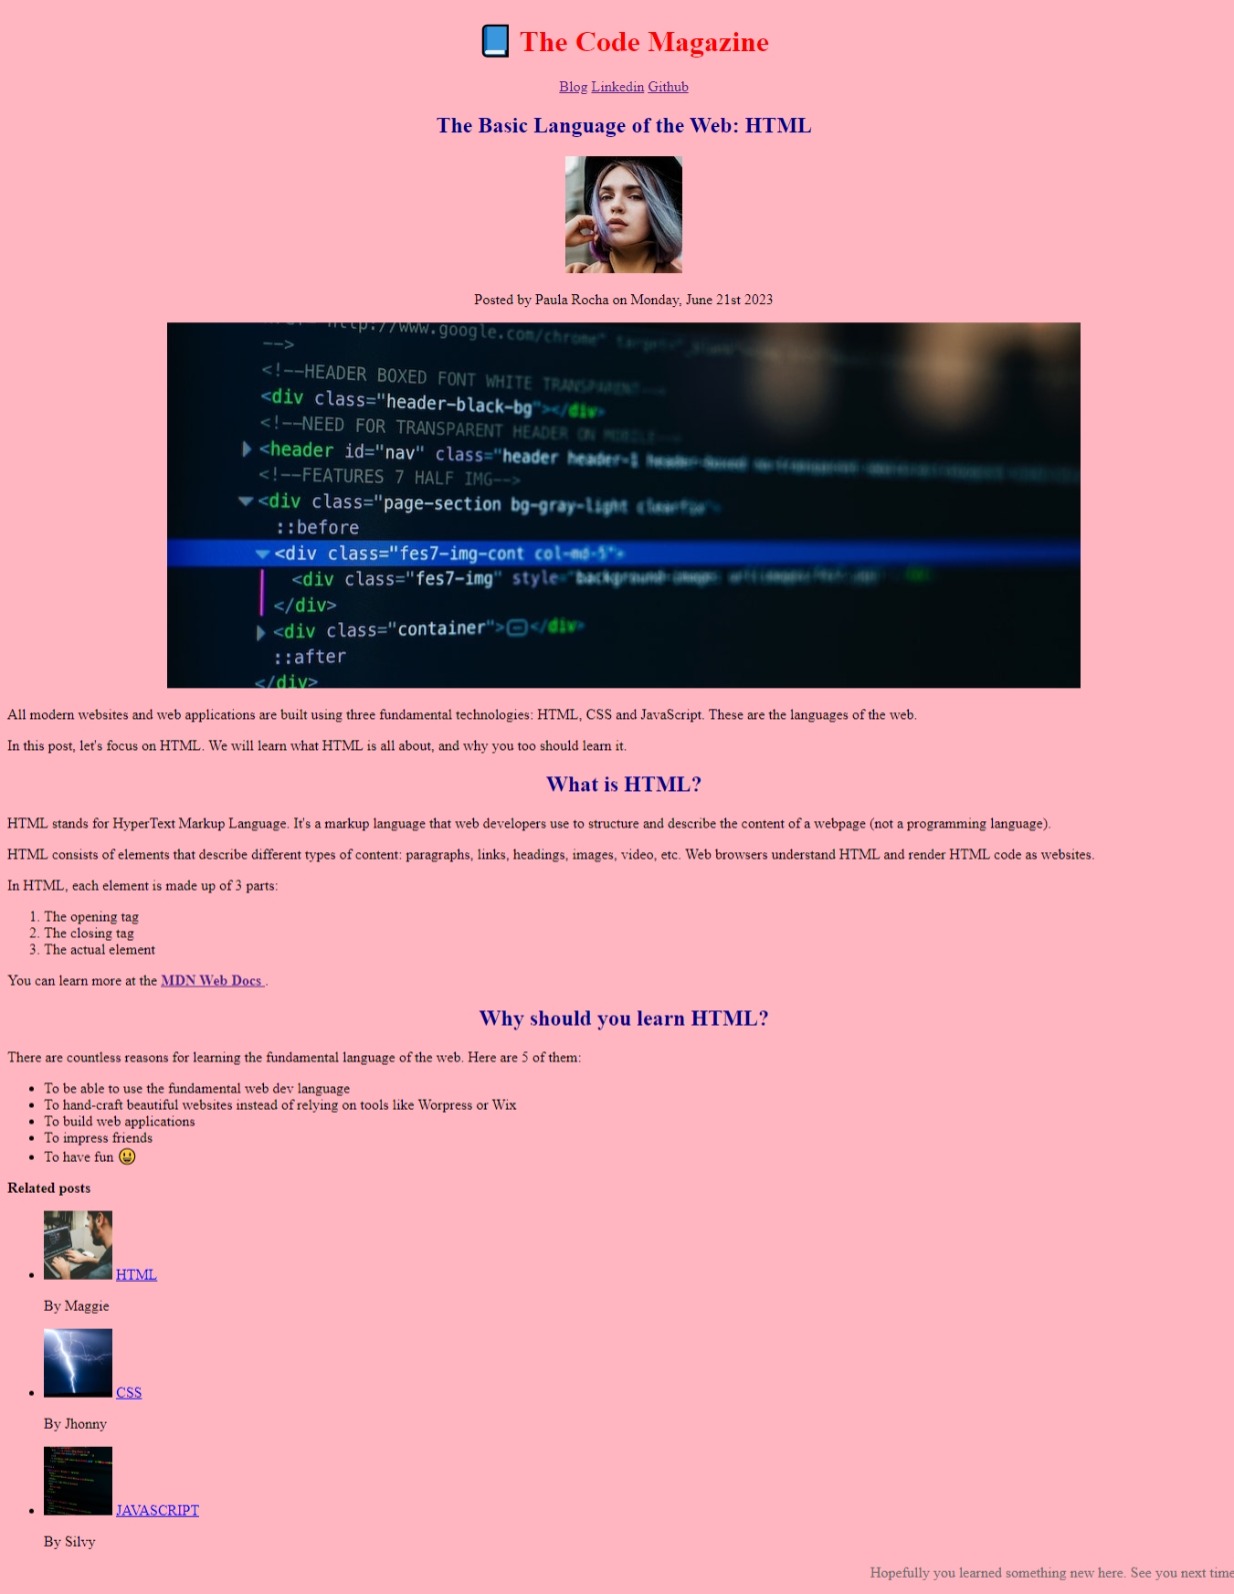 📘 The Code Magazine
Blog Linkedin Github
The Basic Language of the Web: HTML
Posted by Paula Rocha on Monday, June 21st 2023
http://www.google.com/chrome"
-->
<!--HEADER BOXED FONT WHITE TRANSPARENT--
<div class="header-black-bg"></div>
<!--NEED FOR TRANSPARENT HEADER ON MOBILE--
<header id="nav" class="header header-1
<!--FEATURES 7 HALF IMG-->
<div class="page-section bg-gray-light clearfix">
::before
<div class="fes7-img-cont col-md-5">
<div class="fes7-img" style=
</div>
<div class="container"></div>
::after
</div>
All modern websites and web applications are built using three fundamental technologies: HTML, CSS and JavaScript. These are the languages of the web.
In this post, let's focus on HTML. We will learn what HTML is all about, and why you too should learn it.
What is HTML?
HTML stands for HyperText Markup Language. It's a markup language that web developers use to structure and describe the content of a webpage (not a programming language).
HTML consists of elements that describe different types of content: paragraphs, links, headings, images, video, etc. Web browsers understand HTML and render HTML code as websites.
In HTML, each element is made up of 3 parts:
1. The opening tag
2. The closing tag
3. The actual element
You can learn more at the MDN Web Docs .
Why should you learn HTML?
There are countless reasons for learning the fundamental language of the web. Here are 5 of them:
• To be able to use the fundamental web dev language
• To hand-craft beautiful websites instead of relying on tools like Worpress or Wix
• To build web applications
• To impress friends
• To have fun 😀
Related posts
• HTML
By Maggie
• CSS
By Jhonny
• JAVASCRIPT
By Silvy
Hopefully you learned something new here. See you next time